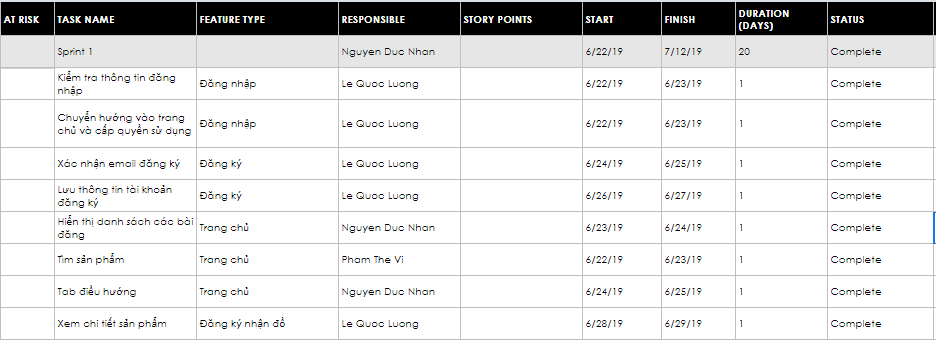 AT RISK TASK NAME FEATURE TYPE RESPONSIBLE STORY POINTS START FINISH DURATION (DAYS) STATUS
Sprint 1 Nguyen Duc Nhan 6/22/19 7/12/19 20 Complete
Kiểm tra thông tin đăng
nhập Đăng nhập Le Quoc Luong 6/22/19 6/23/19 1 Complete
Chuyển hướng vào trang
chủ và cấp quyền sử dụng Đăng nhập Le Quoc Luong 6/22/19 6/23/19 1 Complete
Xác nhận email đăng ký Đăng ký Le Quoc Luong 6/24/19 6/25/19 1 Complete
Lưu thông tin tài khoản
đăng ký Đăng ký Le Quoc Luong 6/26/19 6/27/19 1 Complete
Hiển thị danh sách các bài
đăng Trang chủ Nguyen Duc Nhan 6/23/19 6/24/19 1 Complete
Tìm sản phẩm Trang chủ Pham The Vi 6/22/19 6/23/19 1 Complete
Tab điều hướng Trang chủ Nguyen Duc Nhan 6/24/19 6/25/19 1 Complete
Xem chi tiết sản phẩm Đăng ký nhận đồ Le Quoc Luong 6/28/19 6/29/19 1 Complete